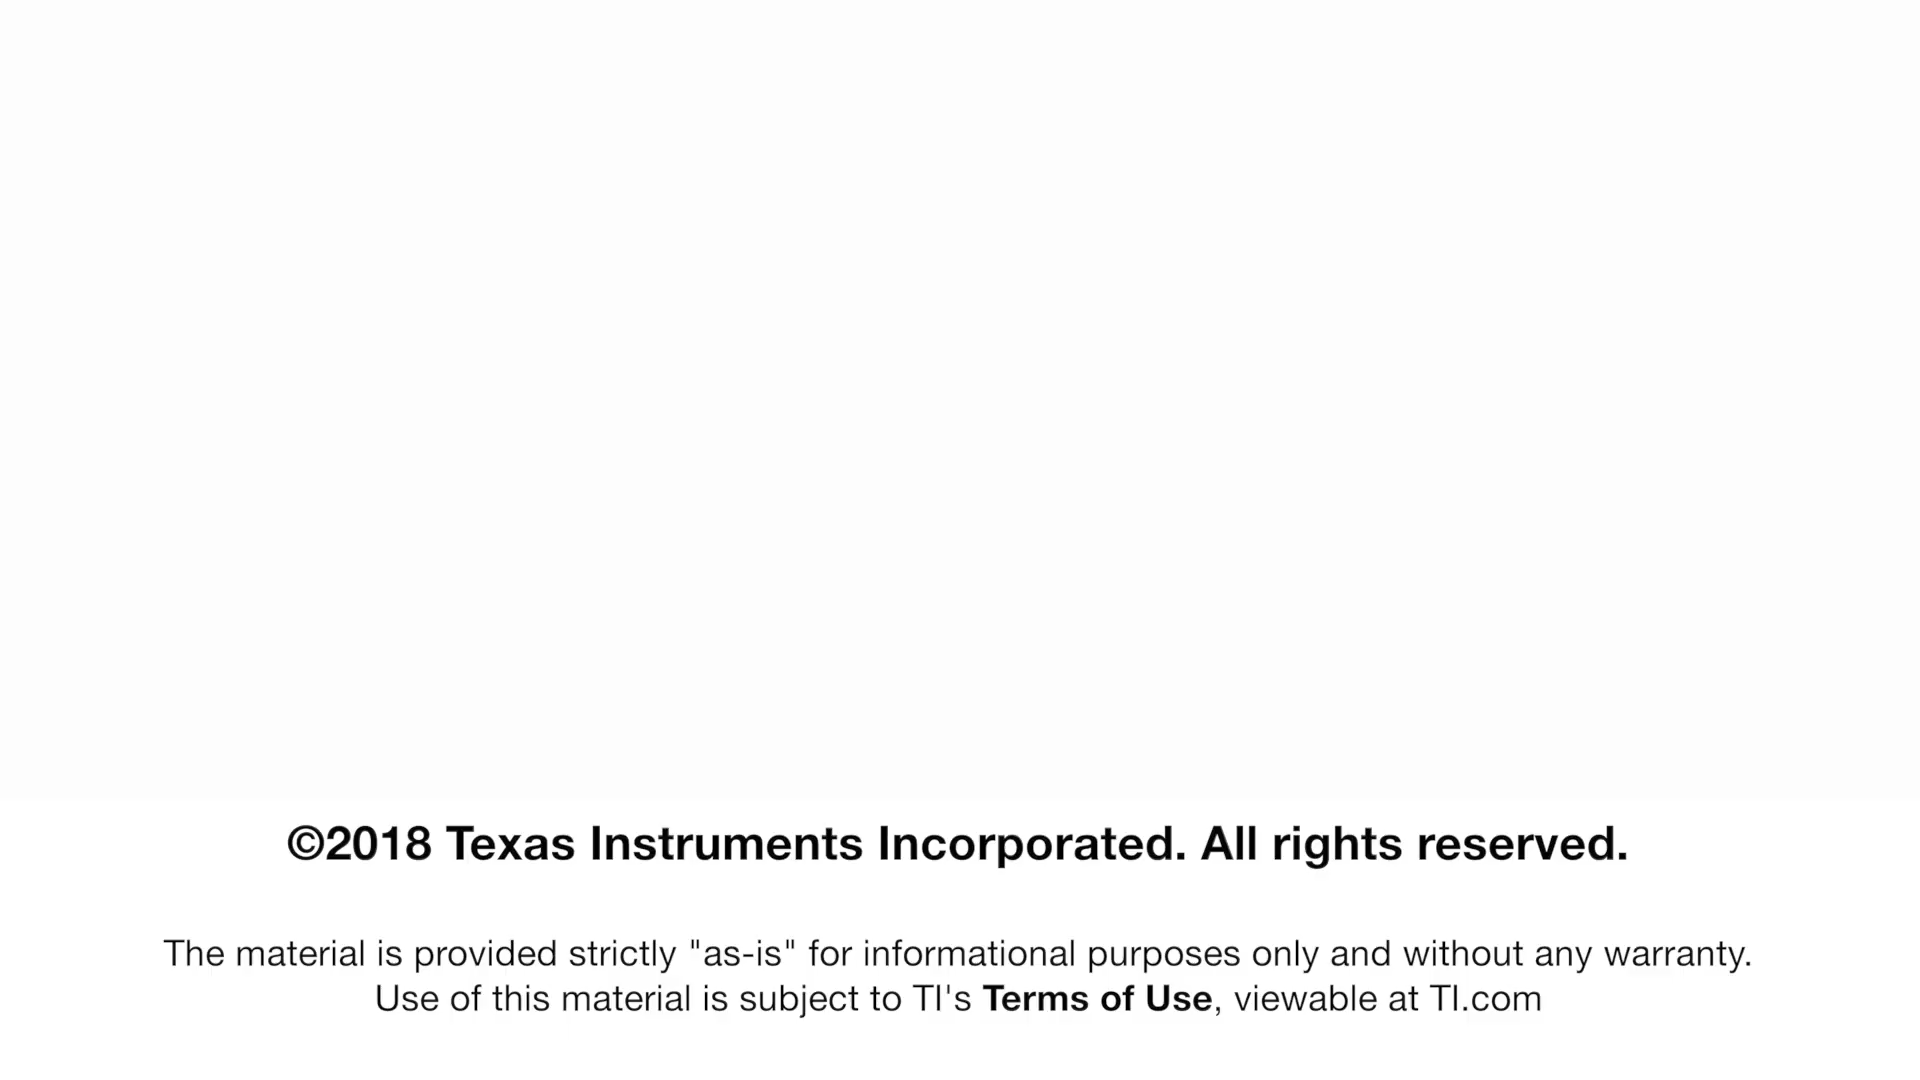 ©2018 Texas Instruments Incorporated. All rights reserved.
The material is provided strictly "as-is" for informational purposes only and without any warranty.
Use of this material is subject to TI's Terms of Use, viewable at TI.com